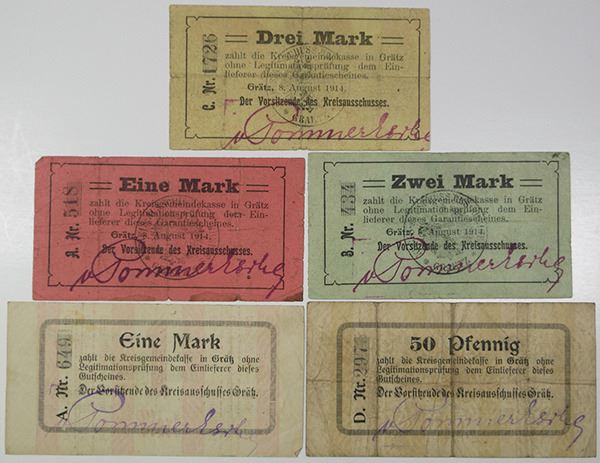 Drei Mark
zahlt die Kreisgemeindekasse in Grätz
ohne Legitimationsprüfung dem Ein-
lieferer dieses Garantiescheines.
Grätz, 8. August 1914.
Der Vorsitzende des Kreisausschusses.
C. Nr. 1726
Eine Mark
zahlt die Kreisgemeindekasse in Grätz
ohne Legitimationsprüfung dem Ein-
lieferer dieses Garantiescheines.
Grätz, 8. August 1914.
Der Vorsitzende des Kreisausschusses.
A. Nr. 518
Zwei Mark
zahlt die Kreisgemeindekasse in Grätz
ohne Legitimationsprüfung dem Ein-
lieferer dieses Garantiescheines.
Grätz, 8. August 1914.
Der Vorsitzende des Kreisausschusses.
B. Nr. 434
Eine Mark
zahlt die Kreisgemeindekasse in Grätz ohne
Legitimationsprüfung dem Einlieferer dieses
Gutscheines.
Der Vorsitzende des Kreisausschusses Grätz.
A. Nr. 649
50 Pfennig
zahlt die Kreisgemeindekasse in Grätz ohne
Legitimationsprüfung dem Einlieferer dieses
Gutscheines.
Der Vorsitzende des Kreisausschusses Grätz.
D. Nr. 297